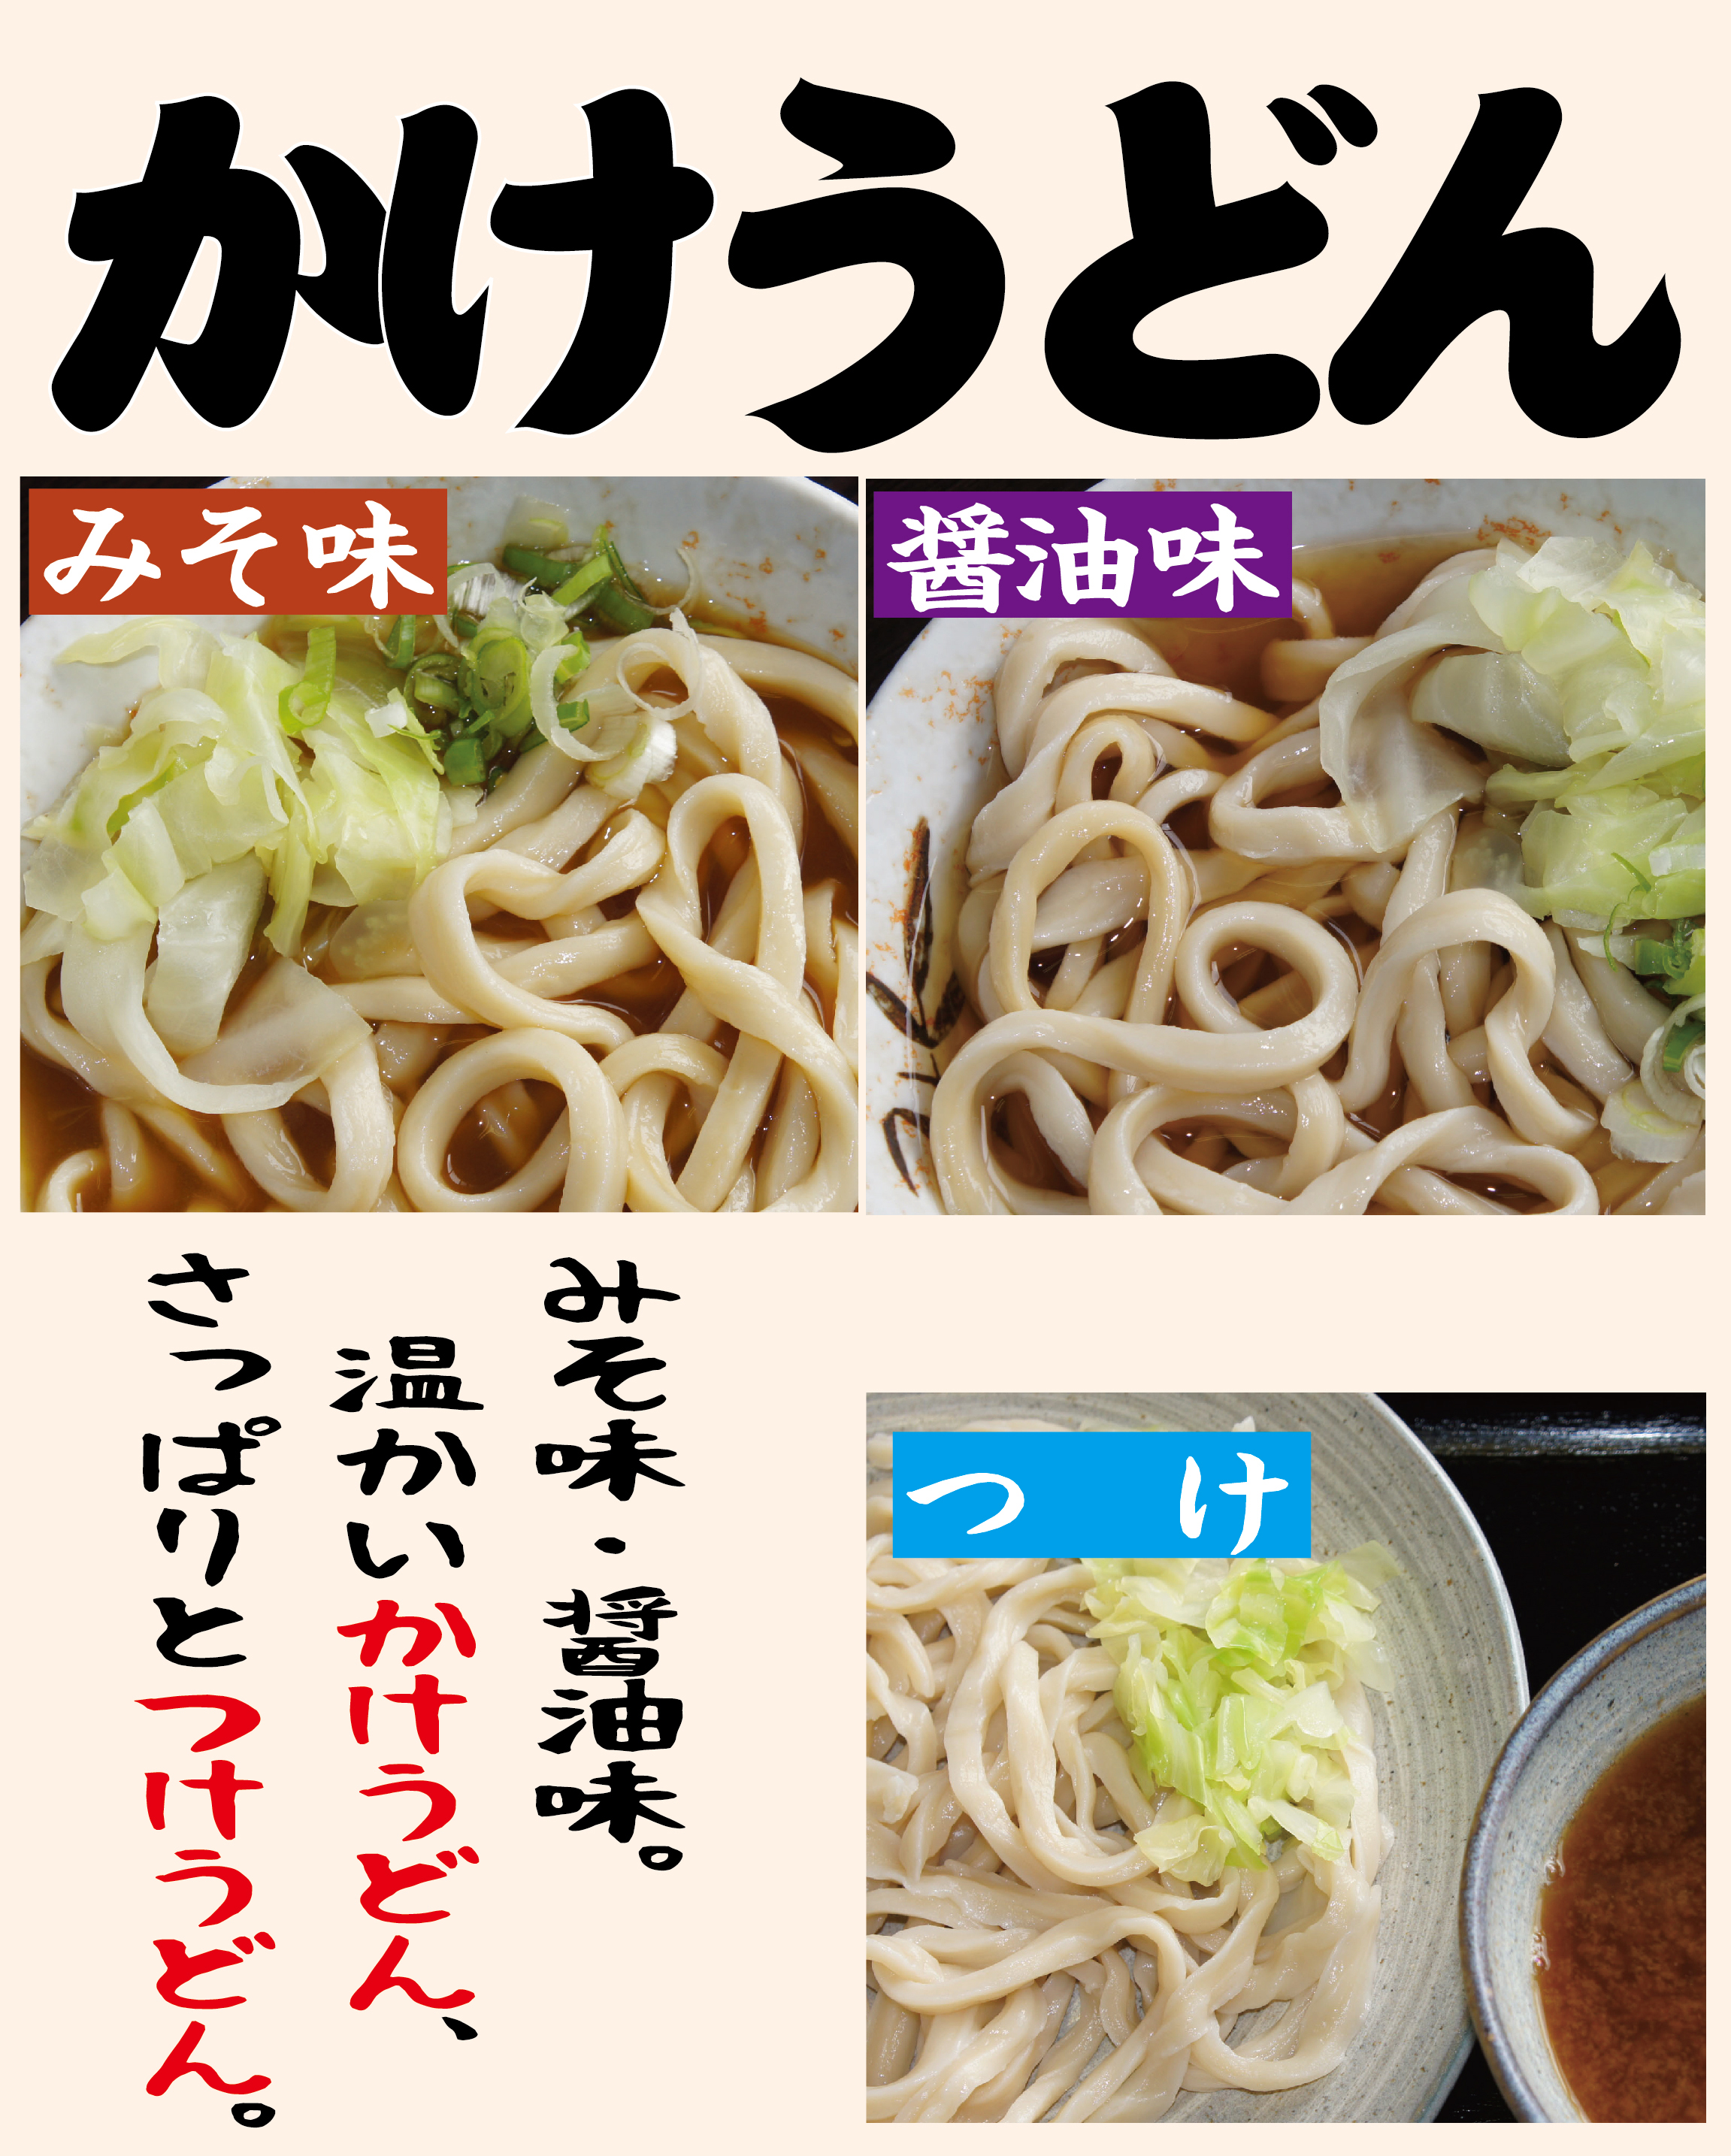 かけうどん
みそ味
醤油味
みそ味・醤油味。
温かいかけうどん、
さっぱりとつけうどん。
つ　け